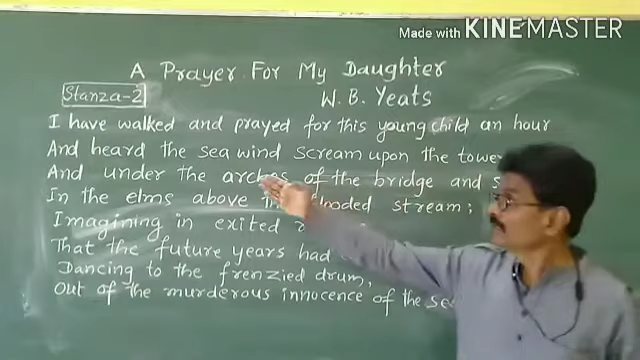 Made with KINEMASTER
A Prayer For My Daughter
Stanza-2
W. B. Yeats
I have walked and prayed for this young child an hour
And heard the sea wind scream upon the towe
And under the arches of the bridge and s
In the elms above the flooded stream;
Imagining in exited
That the future years had
Dancing to the frenzied drum,
Out of the murderous innocence of the sea